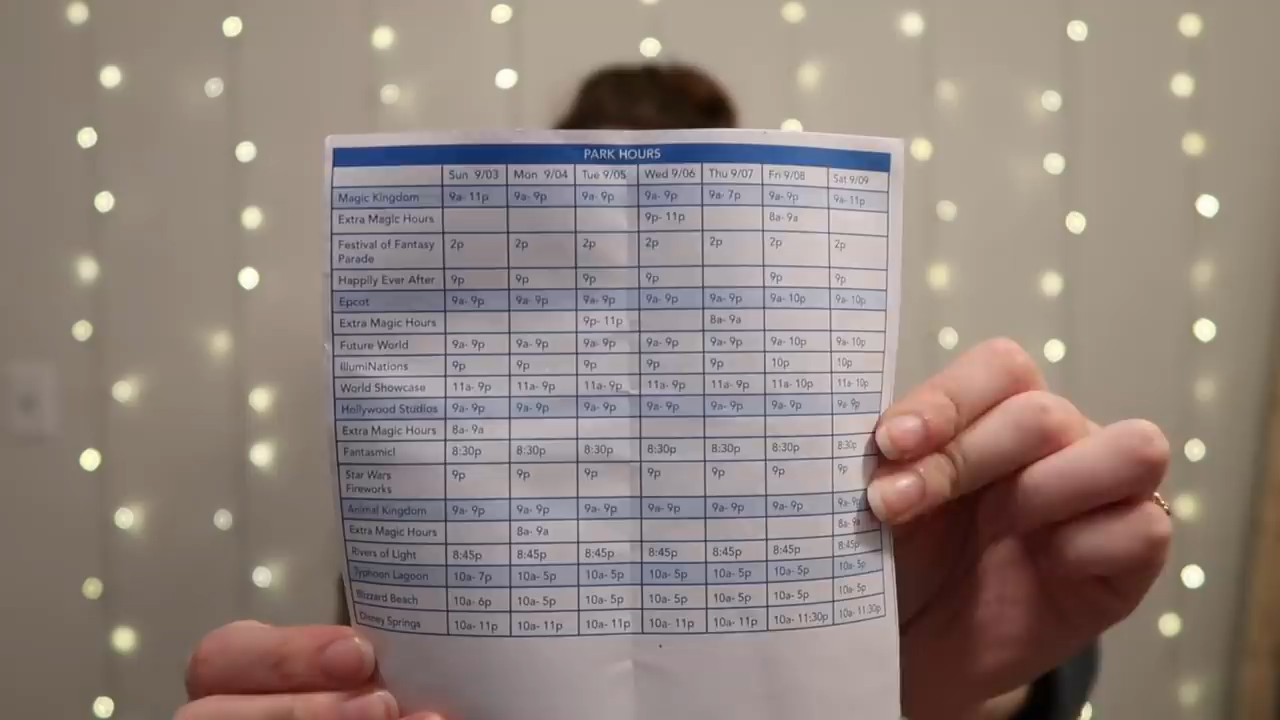 PARK HOURS
Sun 9/03 Mon 9/04 Tue 9/05 Wed 9/06 Thu 9/07 Fri 9/08 Sat 9/09
Magic Kingdom 9a- 11p 9a- 9p 9a- 9p 9a- 9p 9a- 7p 9a- 9p 9a- 11p
Extra Magic Hours 9p- 11p 8a- 9a
Festival of Fantasy 2p 2p 2p 2p 2p 2p 2p
Parade
Happily Ever After 9p 9p 9p 9p 9p 9p
Epcot 9a- 9p 9a- 9p 9a- 9p 9a- 9p 9a- 9p 9a- 10p 9a- 10p
Extra Magic Hours 9p- 11p 8a- 9a
Future World 9a- 9p 9a- 9p 9a- 9p 9a- 9p 9a- 9p 9a- 10p 9a- 10p
IllumiNations 9p 9p 9p 9p 9p 10p 10p
World Showcase 11a- 9p 11a- 9p 11a- 9p 11a- 9p 11a- 9p 11a- 10p 11a- 10p
Hollywood Studios 9a- 9p 9a- 9p 9a- 9p 9a- 9p 9a- 9p 9a- 9p 9a- 9p
Extra Magic Hours 8a- 9a
Fantasmic! 8:30p 8:30p 8:30p 8:30p 8:30p 8:30p 8:30p
Star Wars 9p 9p 9p 9p 9p 9p 9p
Fireworks
Animal Kingdom 9a- 9p 9a- 9p 9a- 9p 9a- 9p 9a- 9p 9a- 9p 9a- 9p
Extra Magic Hours 8a- 9a 8a- 9a
Rivers of Light 8:45p 8:45p 8:45p 8:45p 8:45p 8:45p 8:45p
Typhoon Lagoon 10a- 7p 10a- 5p 10a- 5p 10a- 5p 10a- 5p 10a- 5p 10a- 5p
Blizzard Beach 10a- 6p 10a- 5p 10a- 5p 10a- 5p 10a- 5p 10a- 5p 10a- 5p
Disney Springs 10a- 11p 10a- 11p 10a- 11p 10a- 11p 10a- 11p 10a- 11:30p 10a- 11:30p